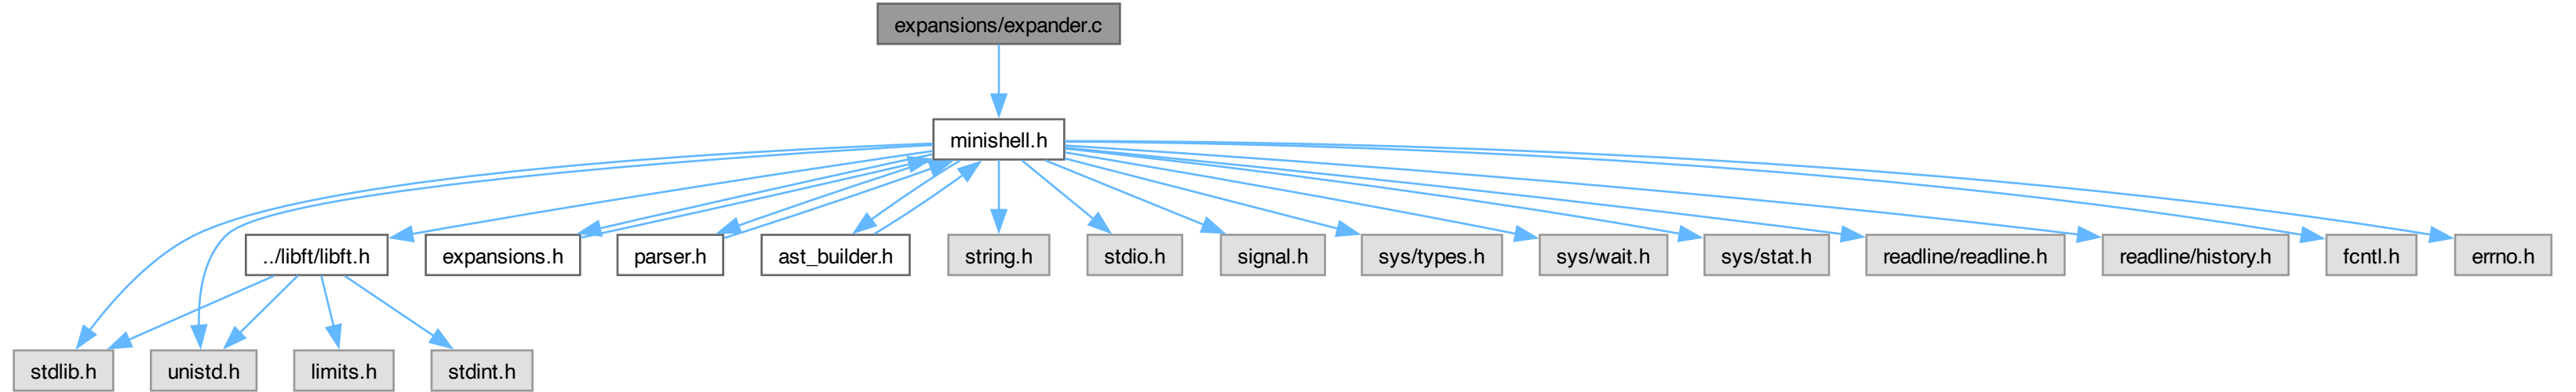 expansions/expander.c
minishell.h
../libft/libft.h
expansions.h
parser.h
ast_builder.h
string.h
stdio.h
signal.h
sys/types.h
sys/wait.h
sys/stat.h
readline/readline.h
readline/history.h
fcntl.h
errno.h
stdlib.h
unistd.h
limits.h
stdint.h